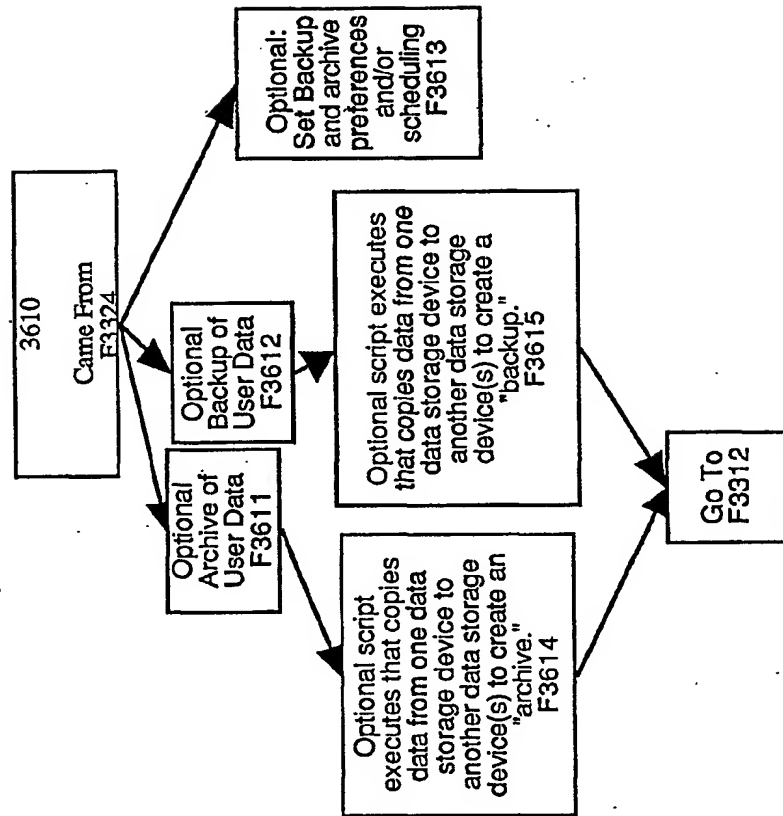 3610
Came From
F3324
Optional
Archive of
User Data
F3611
Optional
Backup of
User Data
F3612
Optional:
Set Backup
and archive
preferences
and/or
scheduling
F3613
Optional script
executes that copies
data from one data
storage device to
another data storage
device(s) to create an
"archive."
F3614
Optional script executes
that copies data from one
data storage device to
another data storage
device(s) to create a
"backup."
F3615
Go To
F3312